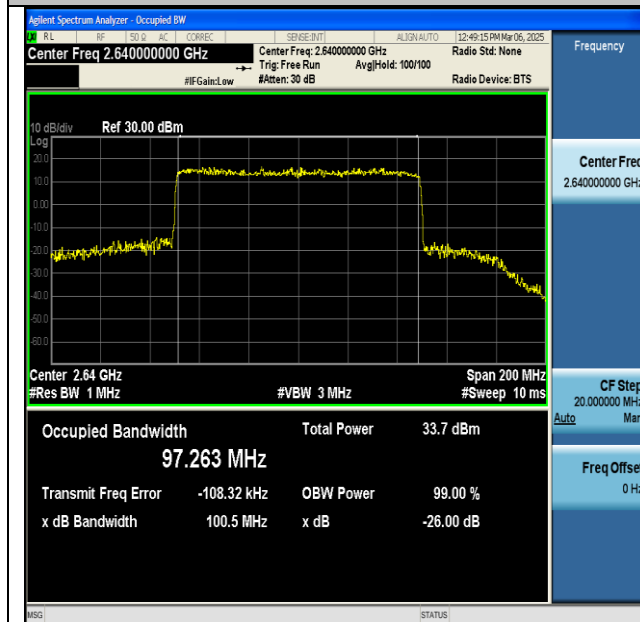 Agilent Spectrum Analyzer - Occupied BW
LXI RL RF 50 Ω AC CORREC SENSE:INT ALIGN AUTO 12:49:15 PM Mar 06, 2025
Center Freq 2.640000000 GHz Center Freq: 2.640000000 GHz Radio Std: None Frequency
Trig: Free Run Avg|Hold: 100/100
#IFGain:Low #Atten: 30 dB Radio Device: BTS
10 dB/div Ref 30.00 dBm
Log
20.0
10.0
0.00
-10.0
-20.0
-30.0
-40.0
-50.0
-60.0
Center Freq
2.640000000 GHz
Center 2.64 GHz Span 200 MHz
#Res BW 1 MHz #VBW 3 MHz #Sweep 10 ms
CF Step
20.000000 MHz
Auto Man
Occupied Bandwidth Total Power 33.7 dBm
97.263 MHz
Transmit Freq Error -108.32 kHz OBW Power 99.00 %
x dB Bandwidth 100.5 MHz x dB -26.00 dB
Freq Offset
0 Hz
MSG STATUS